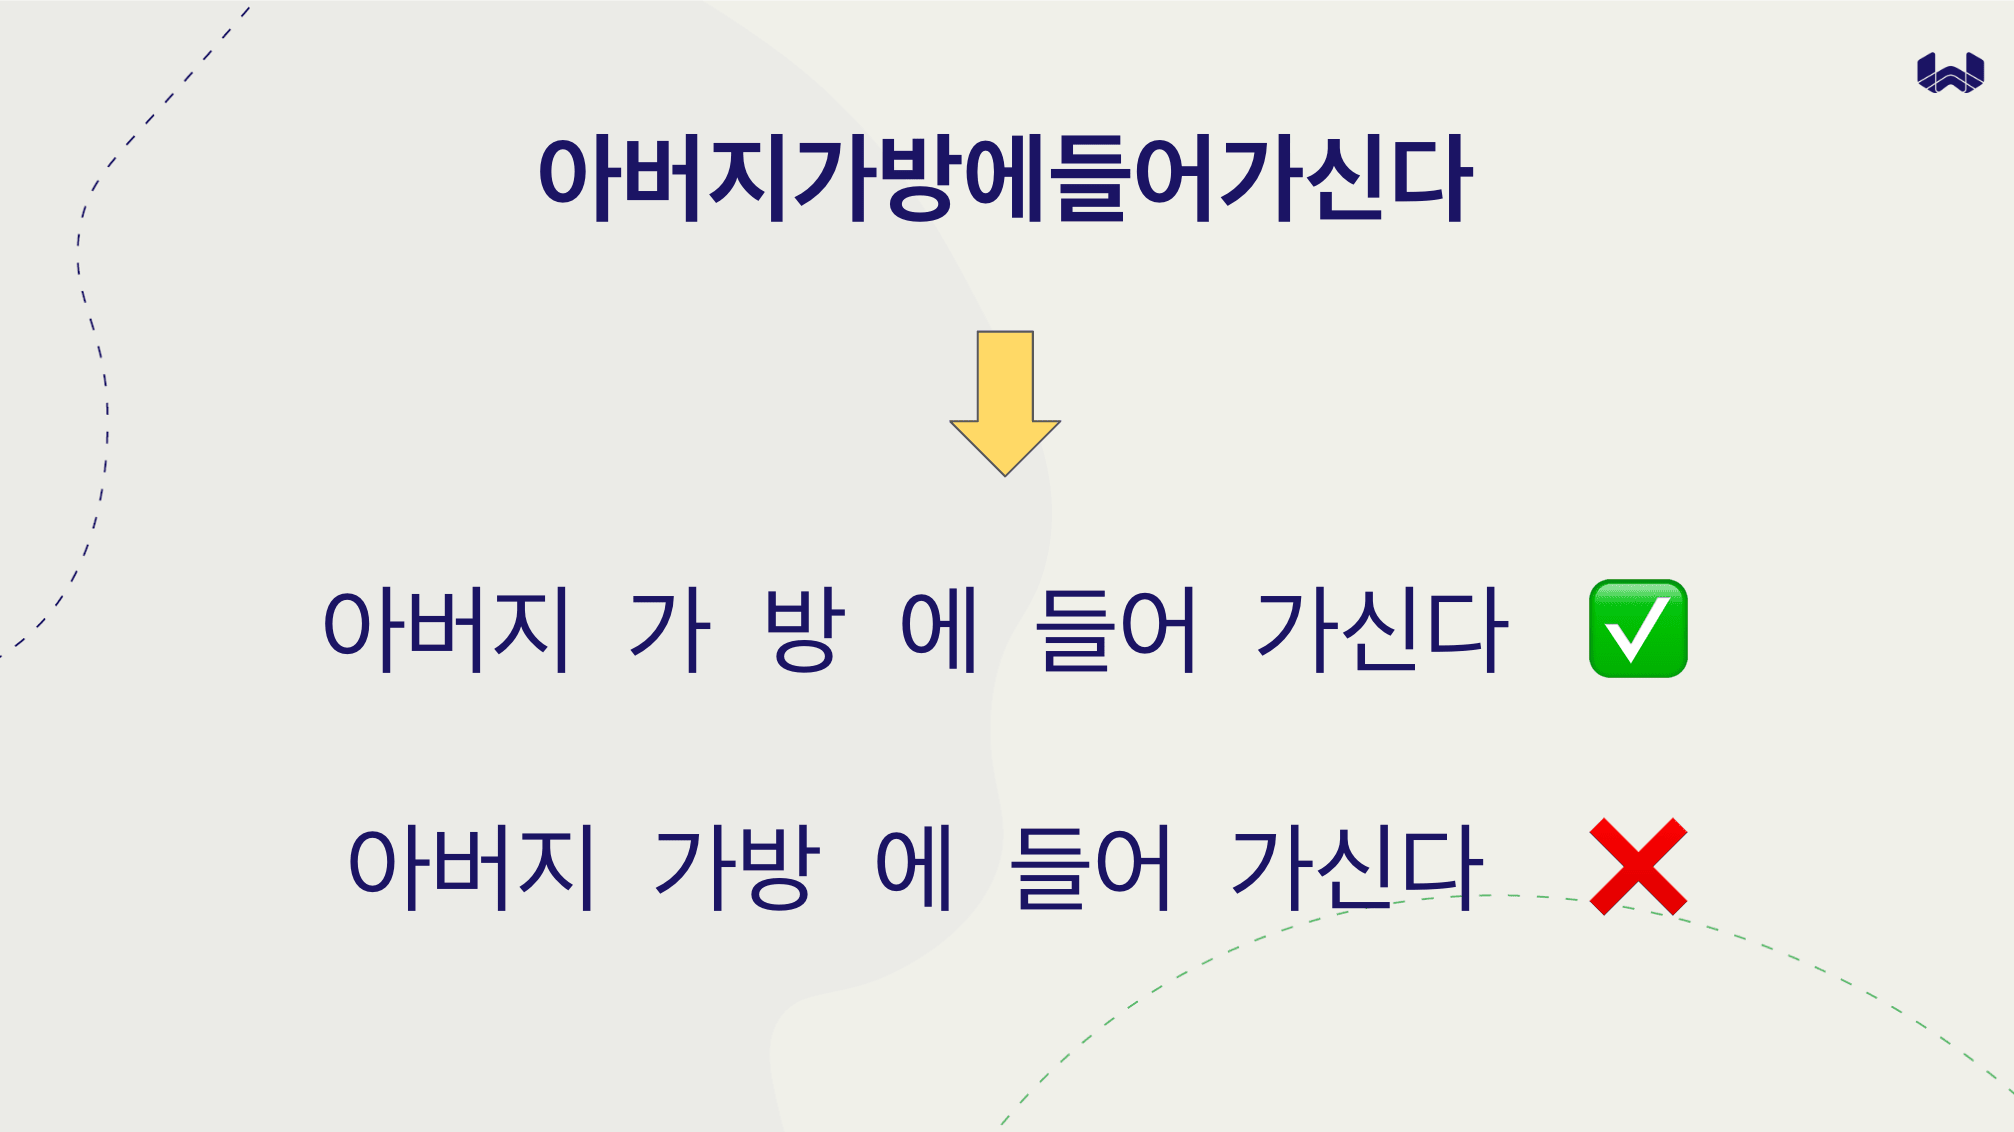 아버지가방에들어가신다
아버지 가 방 에 들어 가신다 ✅
아버지 가방 에 들어 가신다 ❌